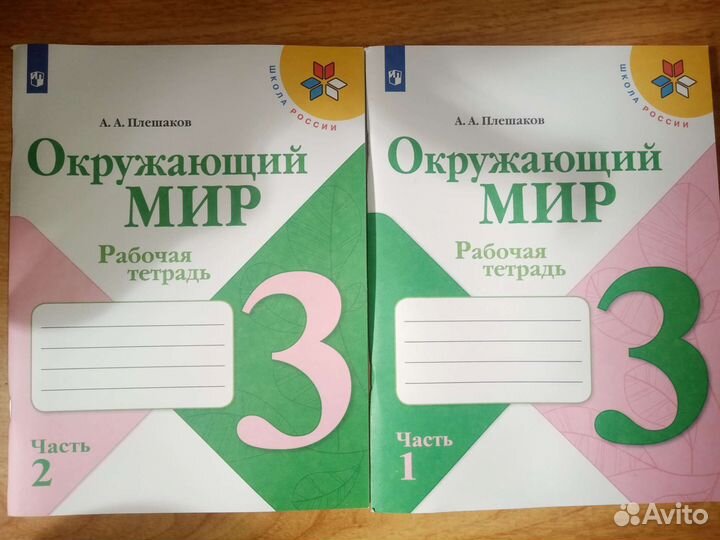 ШКОЛА РОССИИ
А. А. Плешаков
Окружающий
МИР
Рабочая
тетрадь
3
Часть
2
ШКОЛА РОССИИ
А. А. Плешаков
Окружающий
МИР
Рабочая
тетрадь
3
Часть
1
Avito